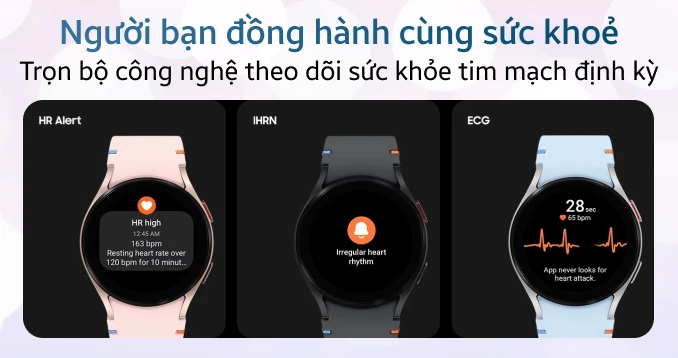 Người bạn đồng hành cùng sức khoẻ
Trọn bộ công nghệ theo dõi sức khỏe tim mạch định kỳ
HR Alert
HR high
12:45 AM
163 bpm
Resting heart rate over
120 bpm for 10 minut...
IHRN
Irregular heart
rhythm
ECG
28 sec
65 bpm
App never looks for
heart attack.